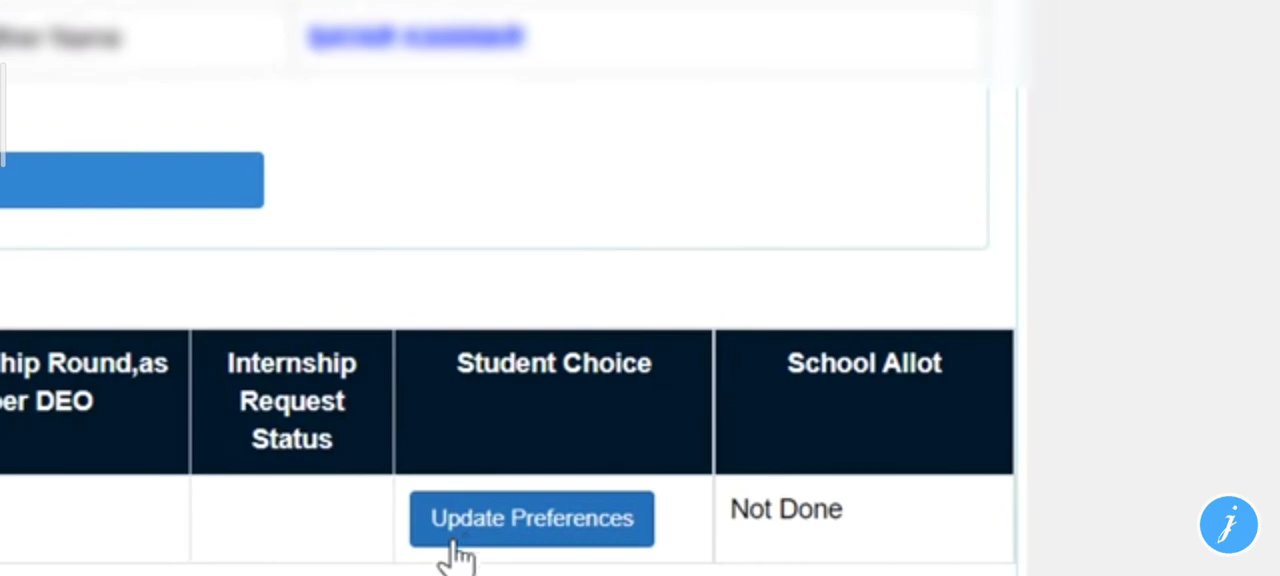 hip Round,as
per DEO
Internship
Request
Status
Student Choice
School Allot
Update Preferences
Not Done